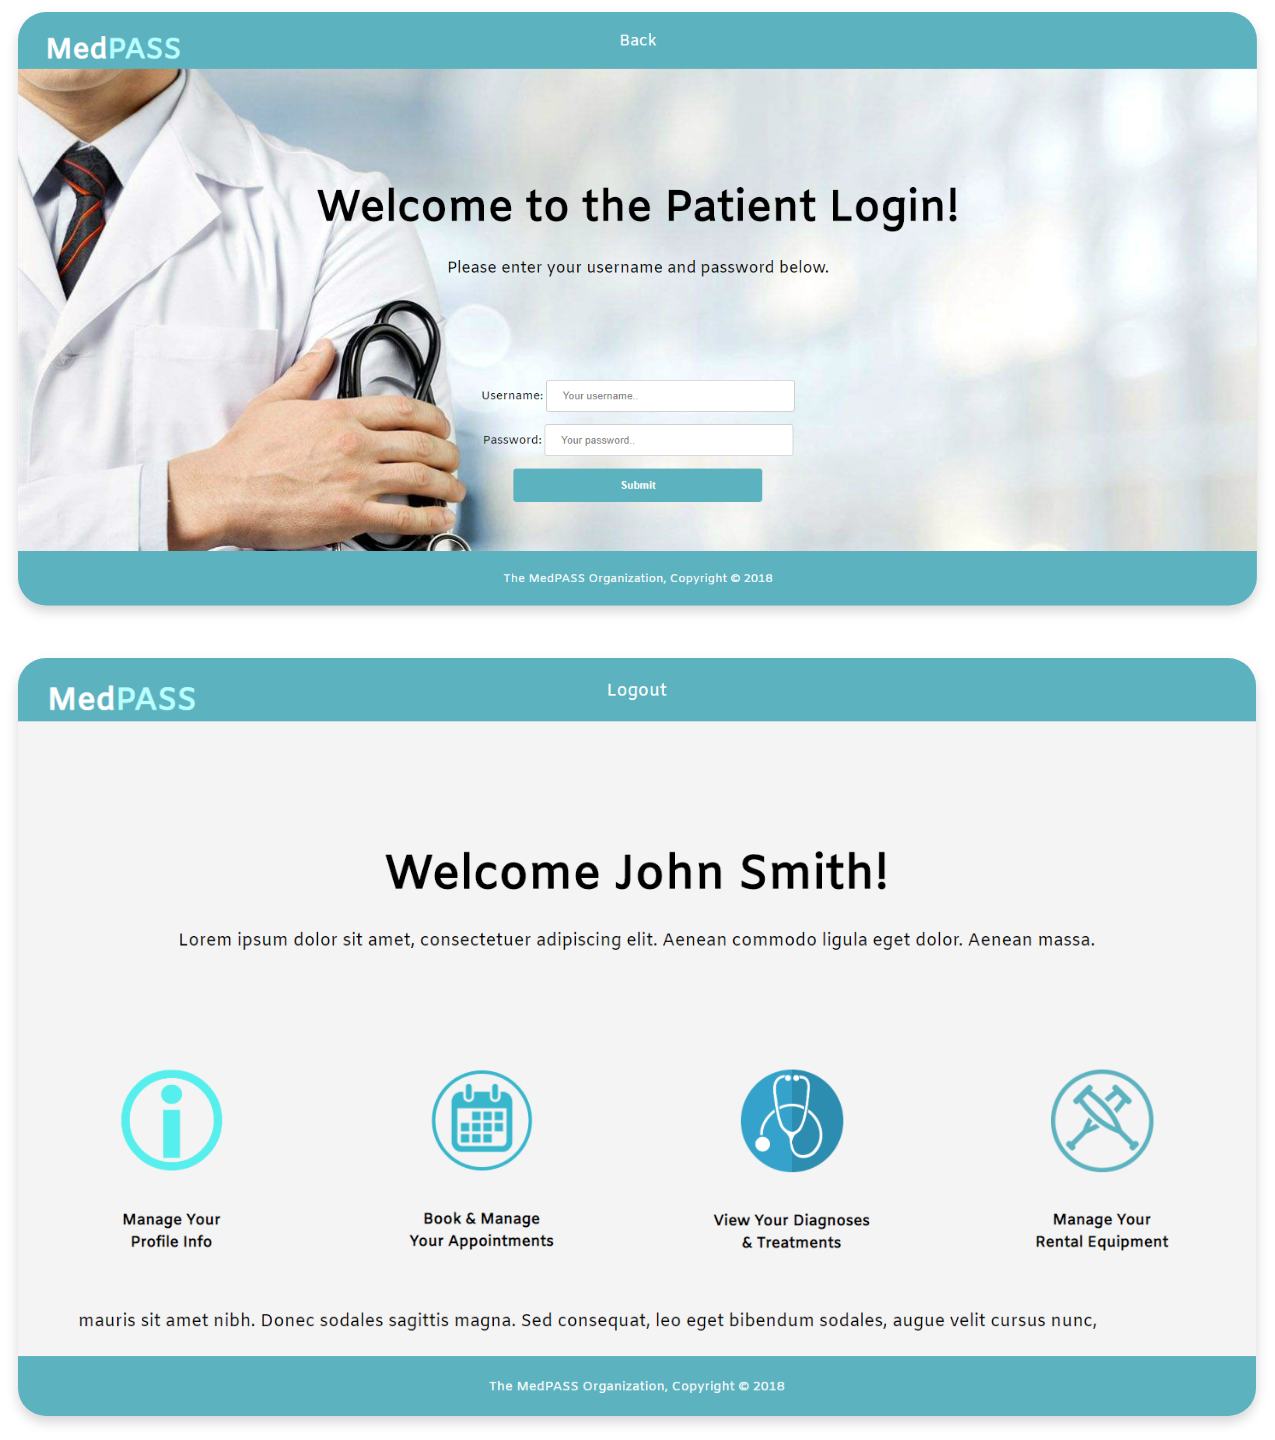 MedPASS
Back
Welcome to the Patient Login!
Please enter your username and password below.
Username: Your username..
Password: Your password..
Submit
The MedPASS Organization, Copyright © 2018
MedPASS
Logout
Welcome John Smith!
Lorem ipsum dolor sit amet, consectetuer adipiscing elit. Aenean commodo ligula eget dolor. Aenean massa.
Manage Your
Profile Info
Book & Manage
Your Appointments
View Your Diagnoses
& Treatments
Manage Your
Rental Equipment
mauris sit amet nibh. Donec sodales sagittis magna. Sed consequat, leo eget bibendum sodales, augue velit cursus nunc,
The MedPASS Organization, Copyright © 2018